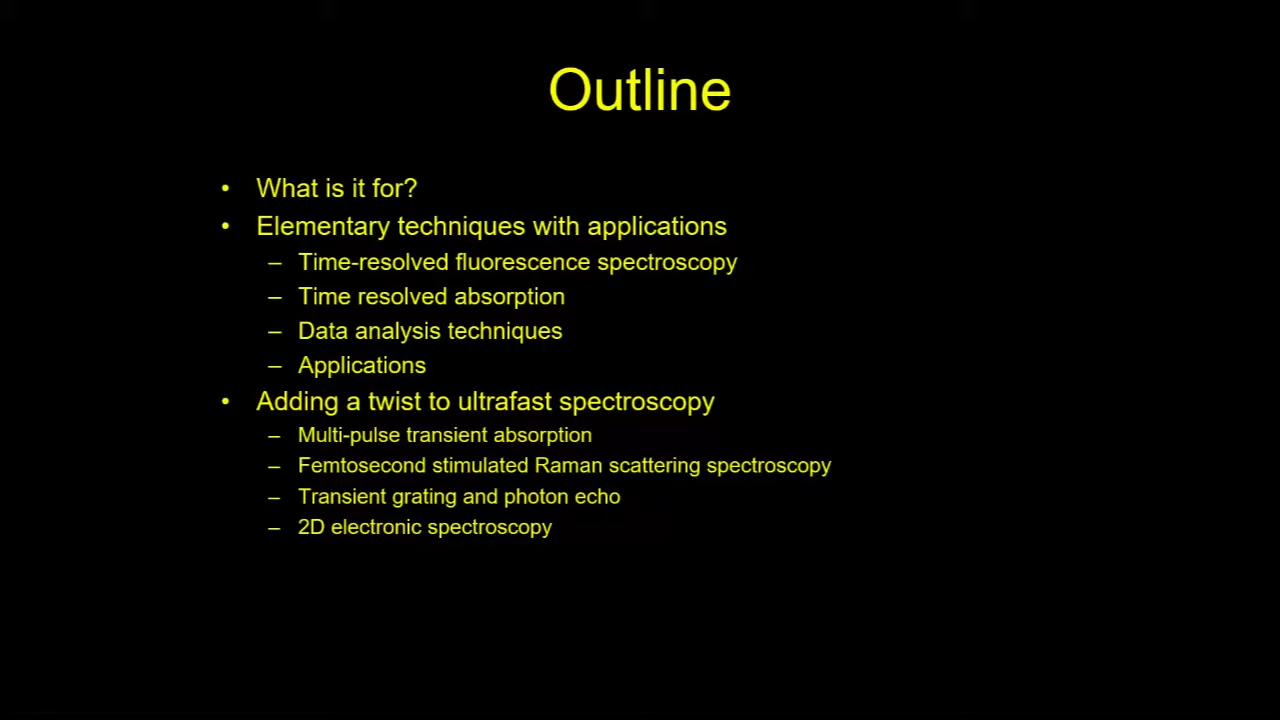 Outline
• What is it for?
• Elementary techniques with applications
– Time-resolved fluorescence spectroscopy
– Time resolved absorption
– Data analysis techniques
– Applications
• Adding a twist to ultrafast spectroscopy
– Multi-pulse transient absorption
– Femtosecond stimulated Raman scattering spectroscopy
– Transient grating and photon echo
– 2D electronic spectroscopy